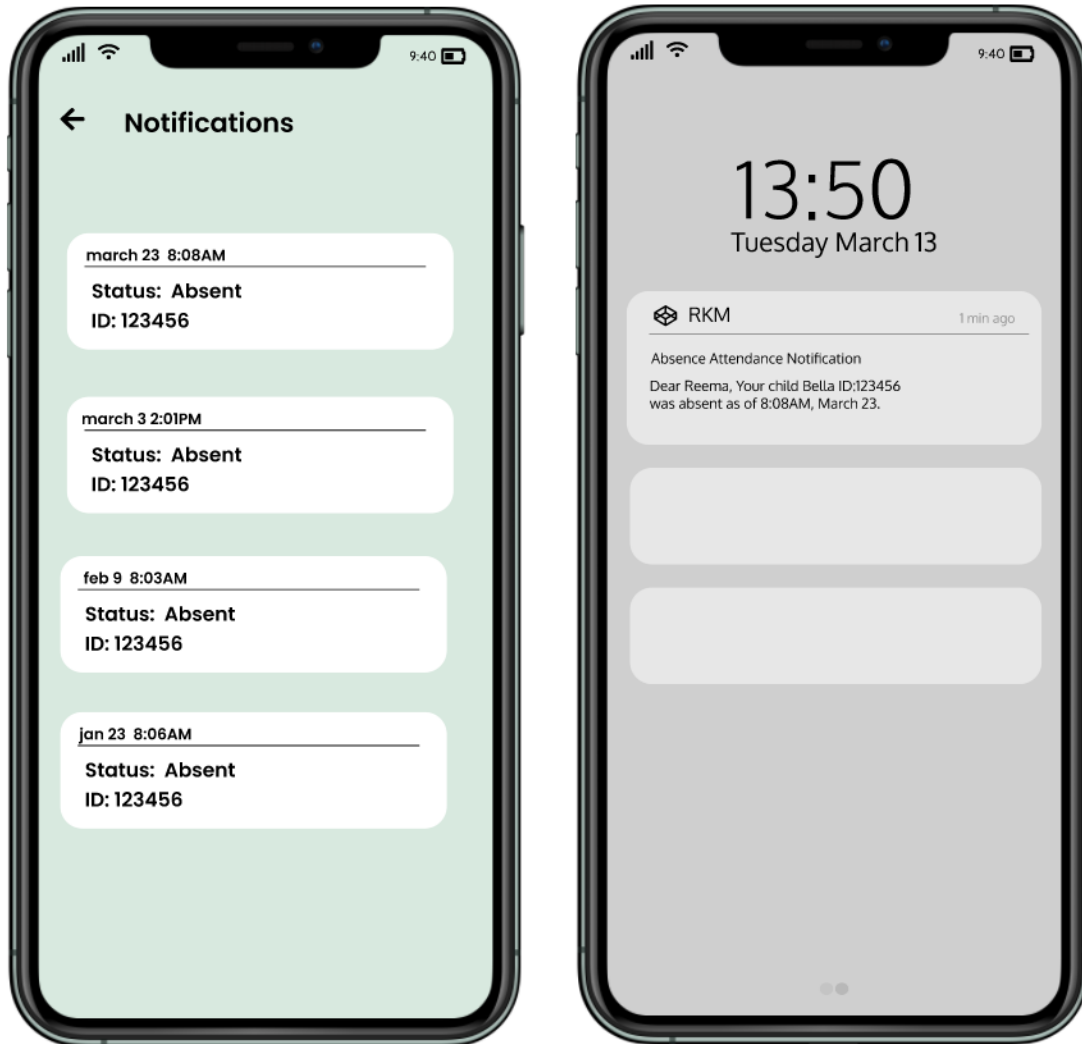 9:40
Notifications
march 23 8:08AM
Status: Absent
ID: 123456
march 3 2:01PM
Status: Absent
ID: 123456
feb 9 8:03AM
Status: Absent
ID: 123456
jan 23 8:06AM
Status: Absent
ID: 123456
9:40
13:50
Tuesday March 13
RKM
1 min ago
Absence Attendance Notification
Dear Reema, Your child Bella ID:123456
was absent as of 8:08AM, March 23.